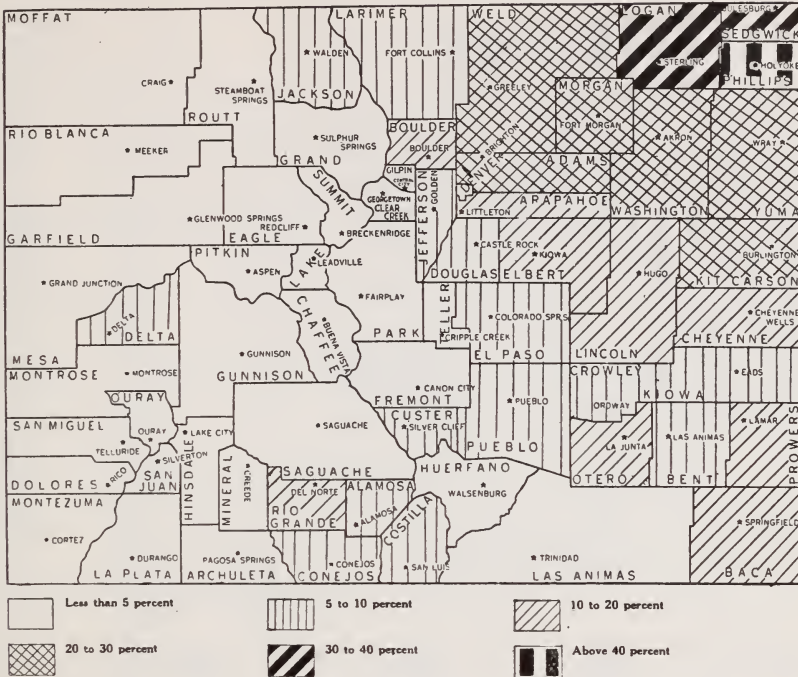 MOFFAT
LARIMER
WELD
LOGAN
ULESBURG
SEDGWICK
WALDEN
FORT COLLINS
STERLING
HOLYOKE
PHILLIPS
CRAIG
STEAMBOAT
SPRINGS
JACKSON
GREELEY
MORGAN
ROUTT
FORT MORGAN
RIO BLANCA
BOULDER
AKRON
WRAY
MEEKER
SULPHUR
SPRINGS
BOULDER
BRIGHTON
GRAND
GILPIN
CENTRAL
CITY
DENVER
ADAMS
SUMMIT
GEORGETOWN
CLEAR
CREEK
JEFFERSON
GOLDEN
ARAPAHOE
LITTLETON
WASHINGTON
YUMA
GLENWOOD SPRINGS
REDCLIFF
BRECKENRIDGE
GARFIELD
EAGLE
CASTLE ROCK
KIOWA
BURLINGTON
PITKIN
LAKE
LEADVILLE
DOUGLAS
ELBERT
HUGO
KIT CARSON
GRAND JUNCTION
ASPEN
FAIRPLAY
TELLER
COLORADO SPRS.
CHEYENNE
WELLS
DELTA
DELTA
CHAFFEE
BUENA VISTA
PARK
CRIPPLE CREEK
MESA
GUNNISON
EL PASO
LINCOLN
CHEYENNE
MONTROSE
MONTROSE
GUNNISON
CANON CITY
CROWLEY
KIOWA
EADS
OURAY
FREMONT
PUEBLO
ORDWAY
SAN MIGUEL
OURAY
LAKE CITY
SAGUACHE
CUSTER
SILVER CLIFF
LAMAR
PROWERS
TELLURIDE
SILVERTON
PUEBLO
LA JUNTA
LAS ANIMAS
DOLORES
RICO
SAN
JUAN
HINSDALE
MINERAL
CREEDE
SAGUACHE
HUERFANO
OTERO
BENT
MONTEZUMA
DEL NORTE
RIO
GRANDE
ALAMOSA
ALAMOSA
COSTILLA
WALSENBURG
SPRINGFIELD
CORTEZ
DURANGO
PAGOSA SPRINGS
CONEJOS
SAN LUIS
TRINIDAD
LA PLATA
ARCHULETA
CONEJOS
LAS ANIMAS
BACA
Less than 5 percent
5 to 10 percent
10 to 20 percent
20 to 30 percent
30 to 40 percent
Above 40 percent